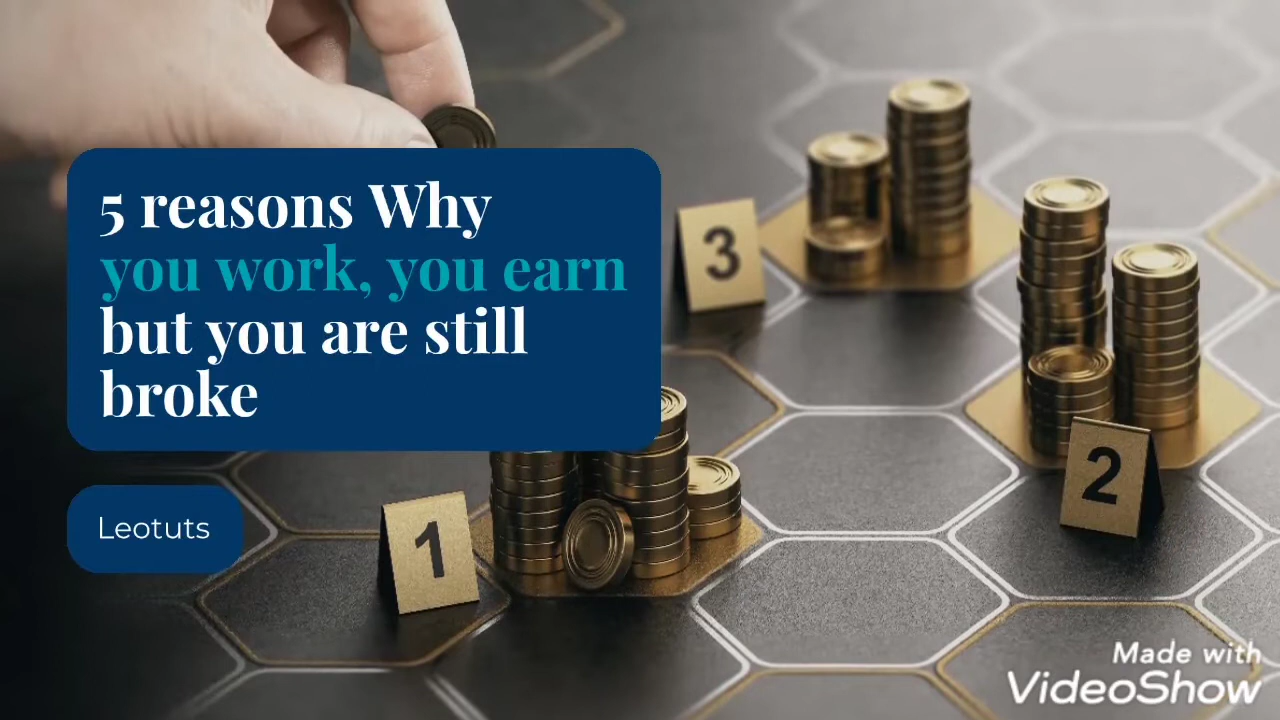 5 reasons Why
you work, you earn
but you are still
broke
Leotuts
3
2
1
Made with
VideoShow